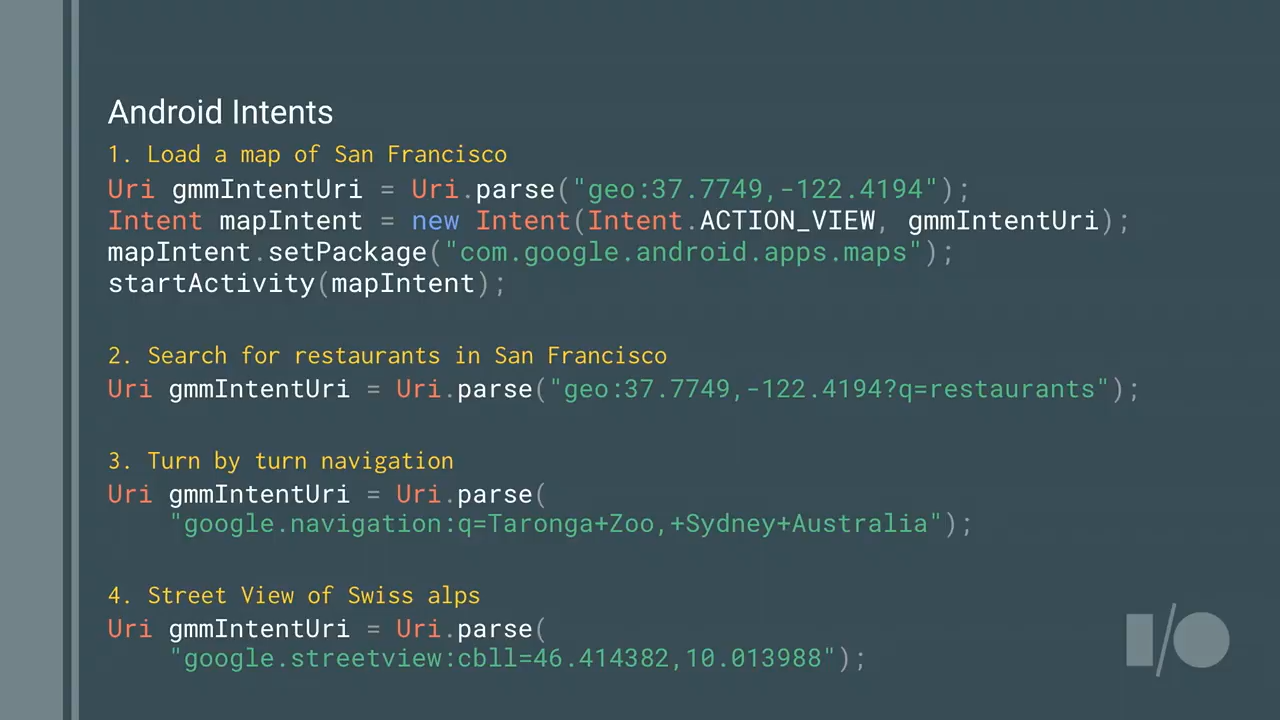 Android Intents
1. Load a map of San Francisco
Uri gmmIntentUri = Uri.parse("geo:37.7749,-122.4194");
Intent mapIntent = new Intent(Intent.ACTION_VIEW, gmmIntentUri);
mapIntent.setPackage("com.google.android.apps.maps");
startActivity(mapIntent);
2. Search for restaurants in San Francisco
Uri gmmIntentUri = Uri.parse("geo:37.7749,-122.4194?q=restaurants");
3. Turn by turn navigation
Uri gmmIntentUri = Uri.parse(
"google.navigation:q=Taronga+Zoo,+Sydney+Australia");
4. Street View of Swiss alps
Uri gmmIntentUri = Uri.parse(
"google.streetview:cbll=46.414382,10.013988");
I/O